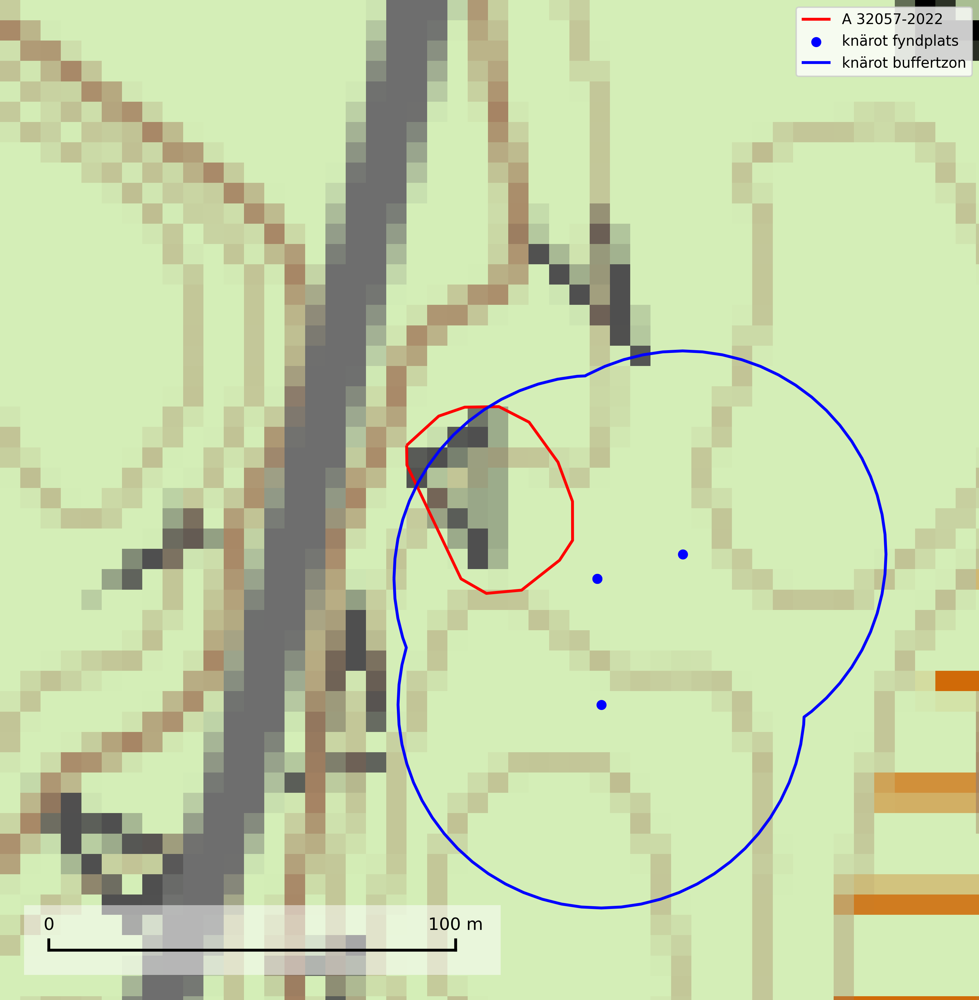 A 32057-2022
knärot fyndplats
knärot buffertzon
0 100 m